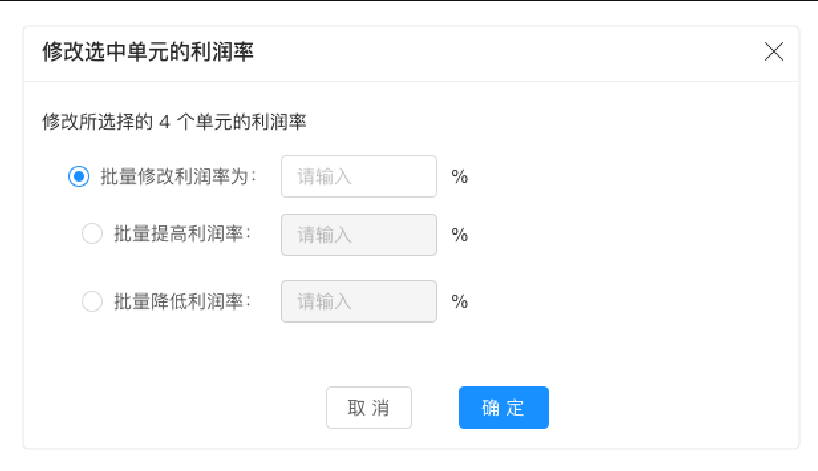 修改选中单元的利润率
修改所选择的 4 个单元的利润率
批量修改利润率为: 请输入 %
批量提高利润率: 请输入 %
批量降低利润率: 请输入 %
取 消 确 定